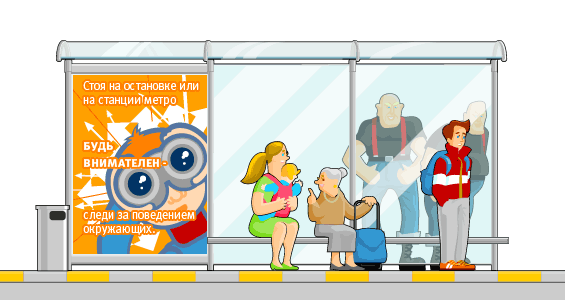 Стоя на остановке или
на станции метро
БУДЬ
ВНИМАТЕЛЕН -
следи за поведением
окружающих.